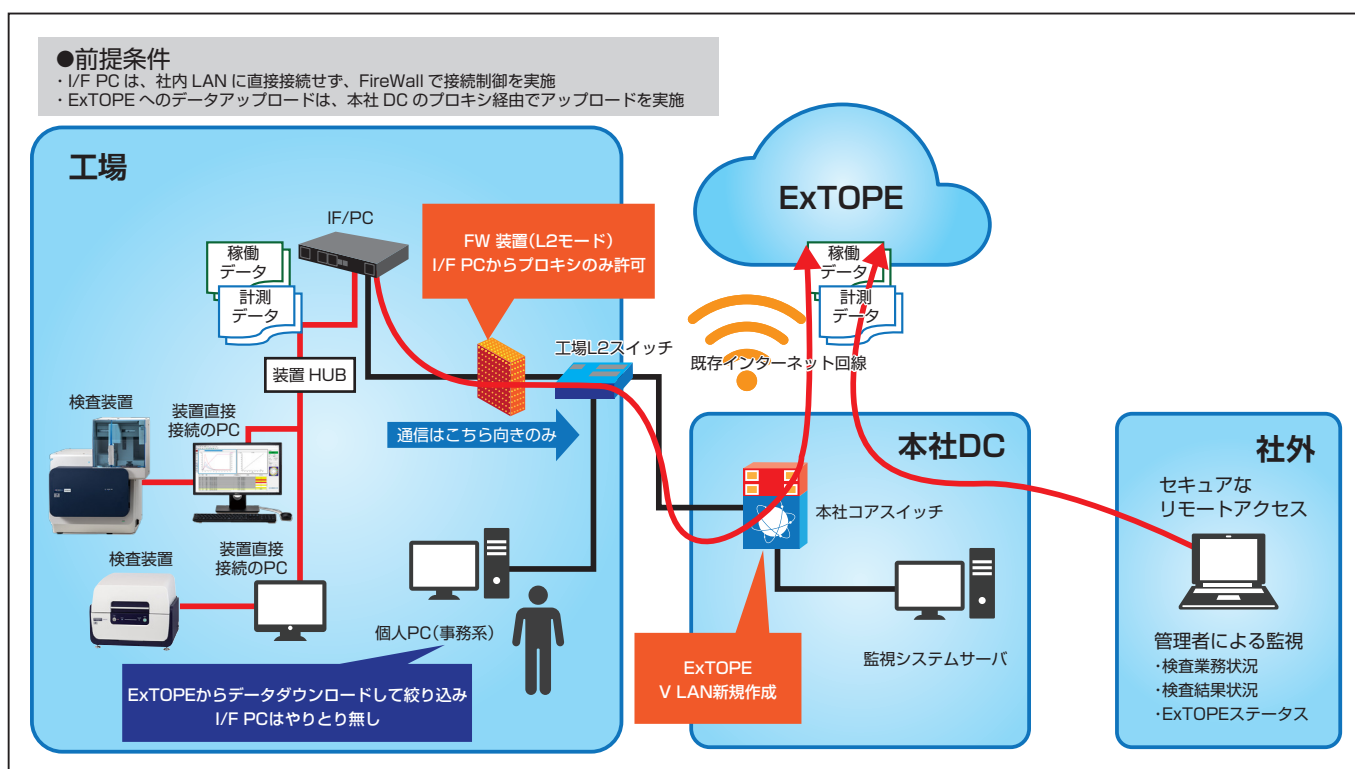 ●前提条件
・I/F PC は、社内 LAN に直接接続せず、FireWall で接続制御を実施
・ExTOPE へのデータアップロードは、本社 DC のプロキシ経由でアップロードを実施
工場
IF/PC
稼働
データ
計測
データ
FW 装置(L2モード)
I/F PCからプロキシのみ許可
工場L2スイッチ
装置 HUB
検査装置
装置直接
接続のPC
通信はこちら向きのみ
検査装置
装置直接
接続のPC
個人PC(事務系)
ExTOPEからデータダウンロードして絞り込み
I/F PCはやりとり無し
ExTOPE
稼働
データ
計測
データ
既存インターネット回線
本社DC
本社コアスイッチ
監視システムサーバ
ExTOPE
V LAN新規作成
社外
セキュアな
リモートアクセス
管理者による監視
・検査業務状況
・検査結果状況
・ExTOPEステータス